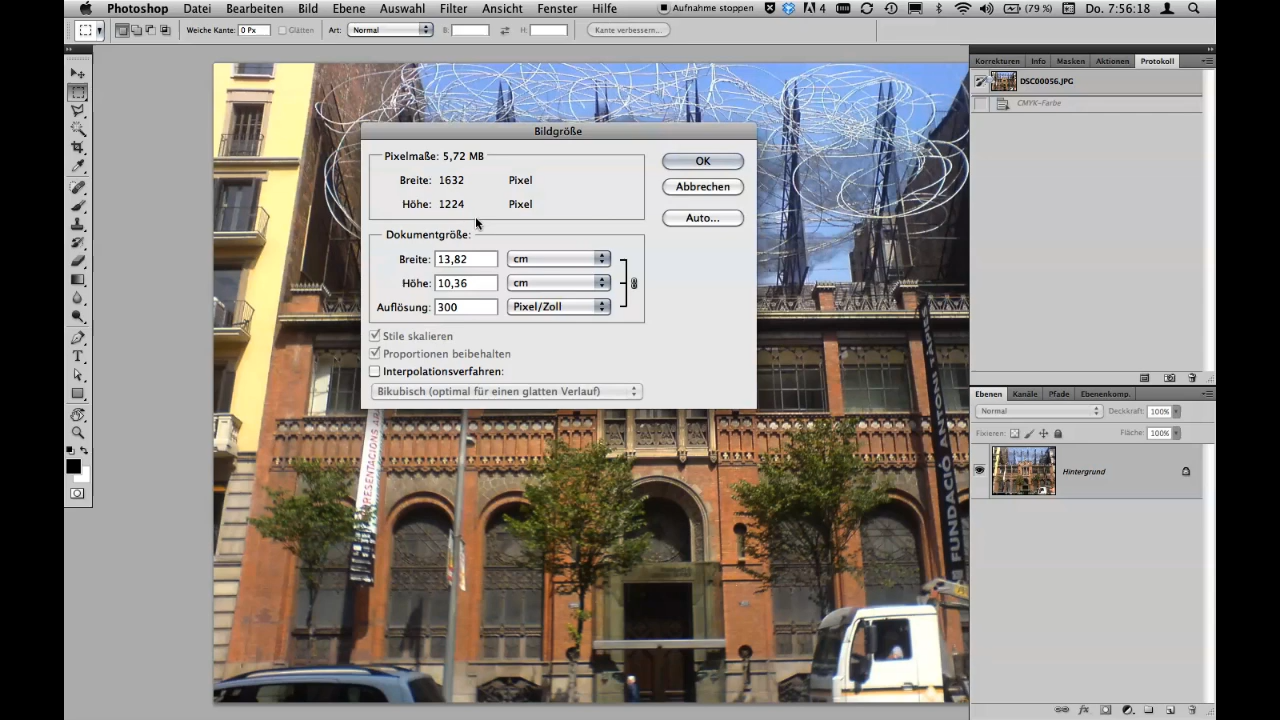 Photoshop Datei Bearbeiten Bild Ebene Auswahl Filter Ansicht Fenster Hilfe Aufnahme stoppen 4 (79 %) Do. 7:56:18
Weiche Kante: 0 Px Glätten Art: Normal B: H: Kante verbessern...
Korrekturen Info Masken Aktionen Protokoll
DSC00056.JPG
CMYK-Farbe
Bildgröße
Pixelmaße: 5,72 MB
OK
Breite: 1632 Pixel
Abbrechen
Höhe: 1224 Pixel
Auto...
Dokumentgröße:
Breite: 13,82 cm
Höhe: 10,36 cm
Auflösung: 300 Pixel/Zoll
Stile skalieren
Proportionen beibehalten
Interpolationsverfahren:
Bikubisch (optimal für einen glatten Verlauf)
Ebenen Kanäle Pfade Ebenenkomp.
Normal Deckkraft: 100%
Fixieren: Fläche: 100%
Hintergrund
FUNDACIÓ ANTONI TÀPIES